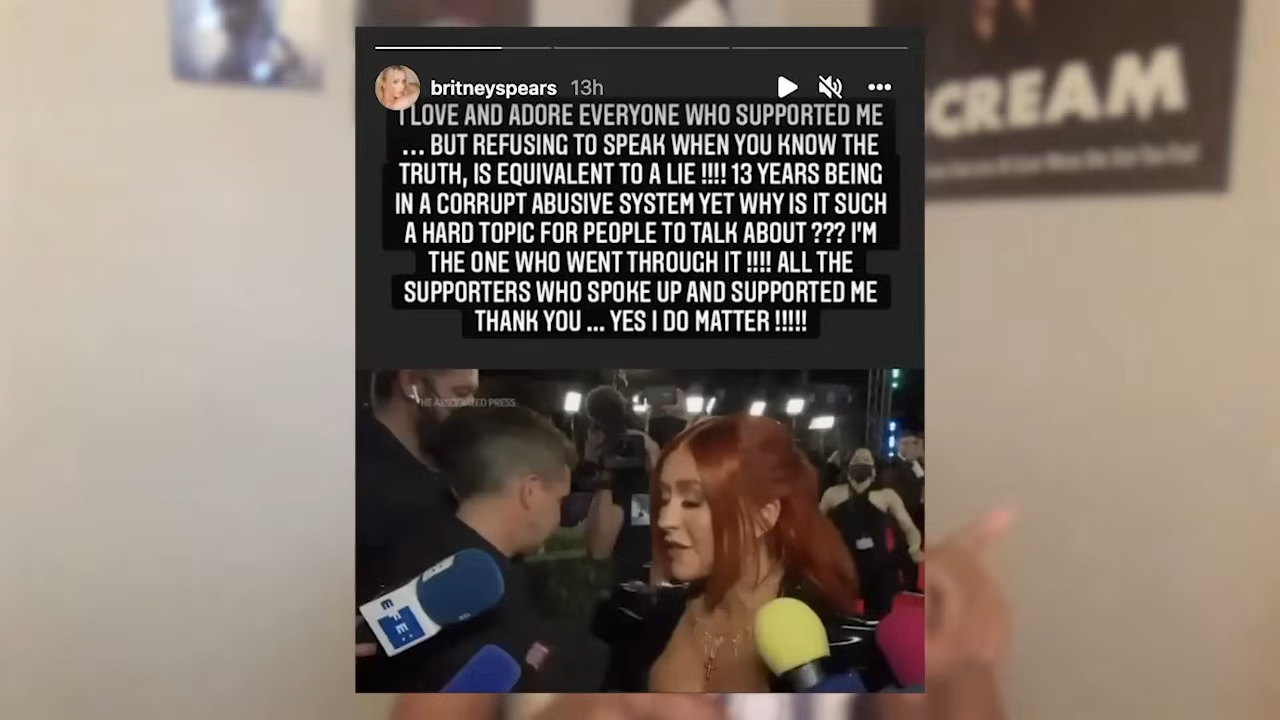 britneyspears 13h
I LOVE AND ADORE EVERYONE WHO SUPPORTED ME
... BUT REFUSING TO SPEAK WHEN YOU KNOW THE
TRUTH, IS EQUIVALENT TO A LIE !!!! 13 YEARS BEING
IN A CORRUPT ABUSIVE SYSTEM YET WHY IS IT SUCH
A HARD TOPIC FOR PEOPLE TO TALK ABOUT ??? I'M
THE ONE WHO WENT THROUGH IT !!!! ALL THE
SUPPORTERS WHO SPOKE UP AND SUPPORTED ME
THANK YOU ... YES I DO MATTER !!!!!
THE ASSOCIATED PRESS
EFE:
CREAM